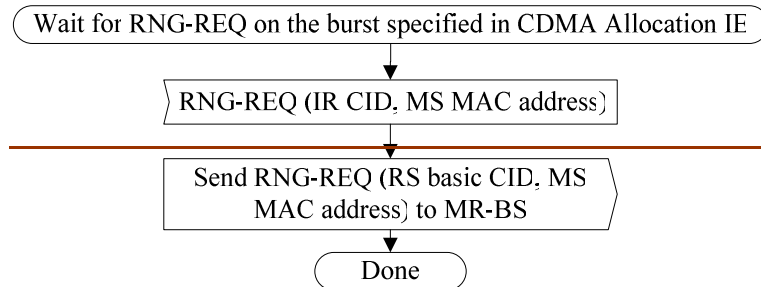 Wait for RNG-REQ on the burst specified in CDMA Allocation IE
RNG-REQ (IR CID, MS MAC address)
Send RNG-REQ (RS basic CID, MS
MAC address) to MR-BS
Done